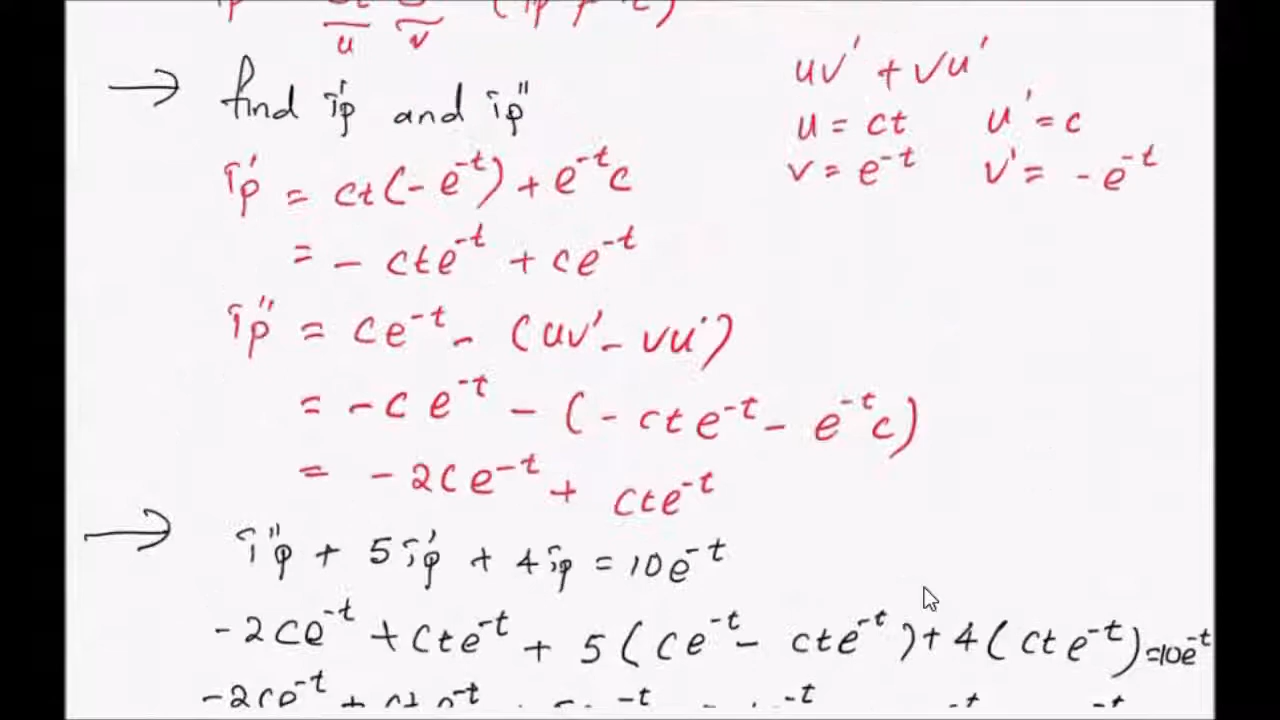 u v
uv' + vu'
→ find ip' and ip"
u = ct u' = c
v = e^-t v' = -e^-t
ip' = ct(-e^-t) + e^-t c
= - cte^-t + ce^-t
ip" = ce^-t - (uv' - vu')
= -ce^-t - (-cte^-t - e^-t c)
= -2ce^-t + cte^-t
→ i"p + 5ip' + 4ip = 10e^-t
-2ce^-t + cte^-t + 5(ce^-t - cte^-t) + 4(cte^-t) = 10e^-t
-2ce^-t +